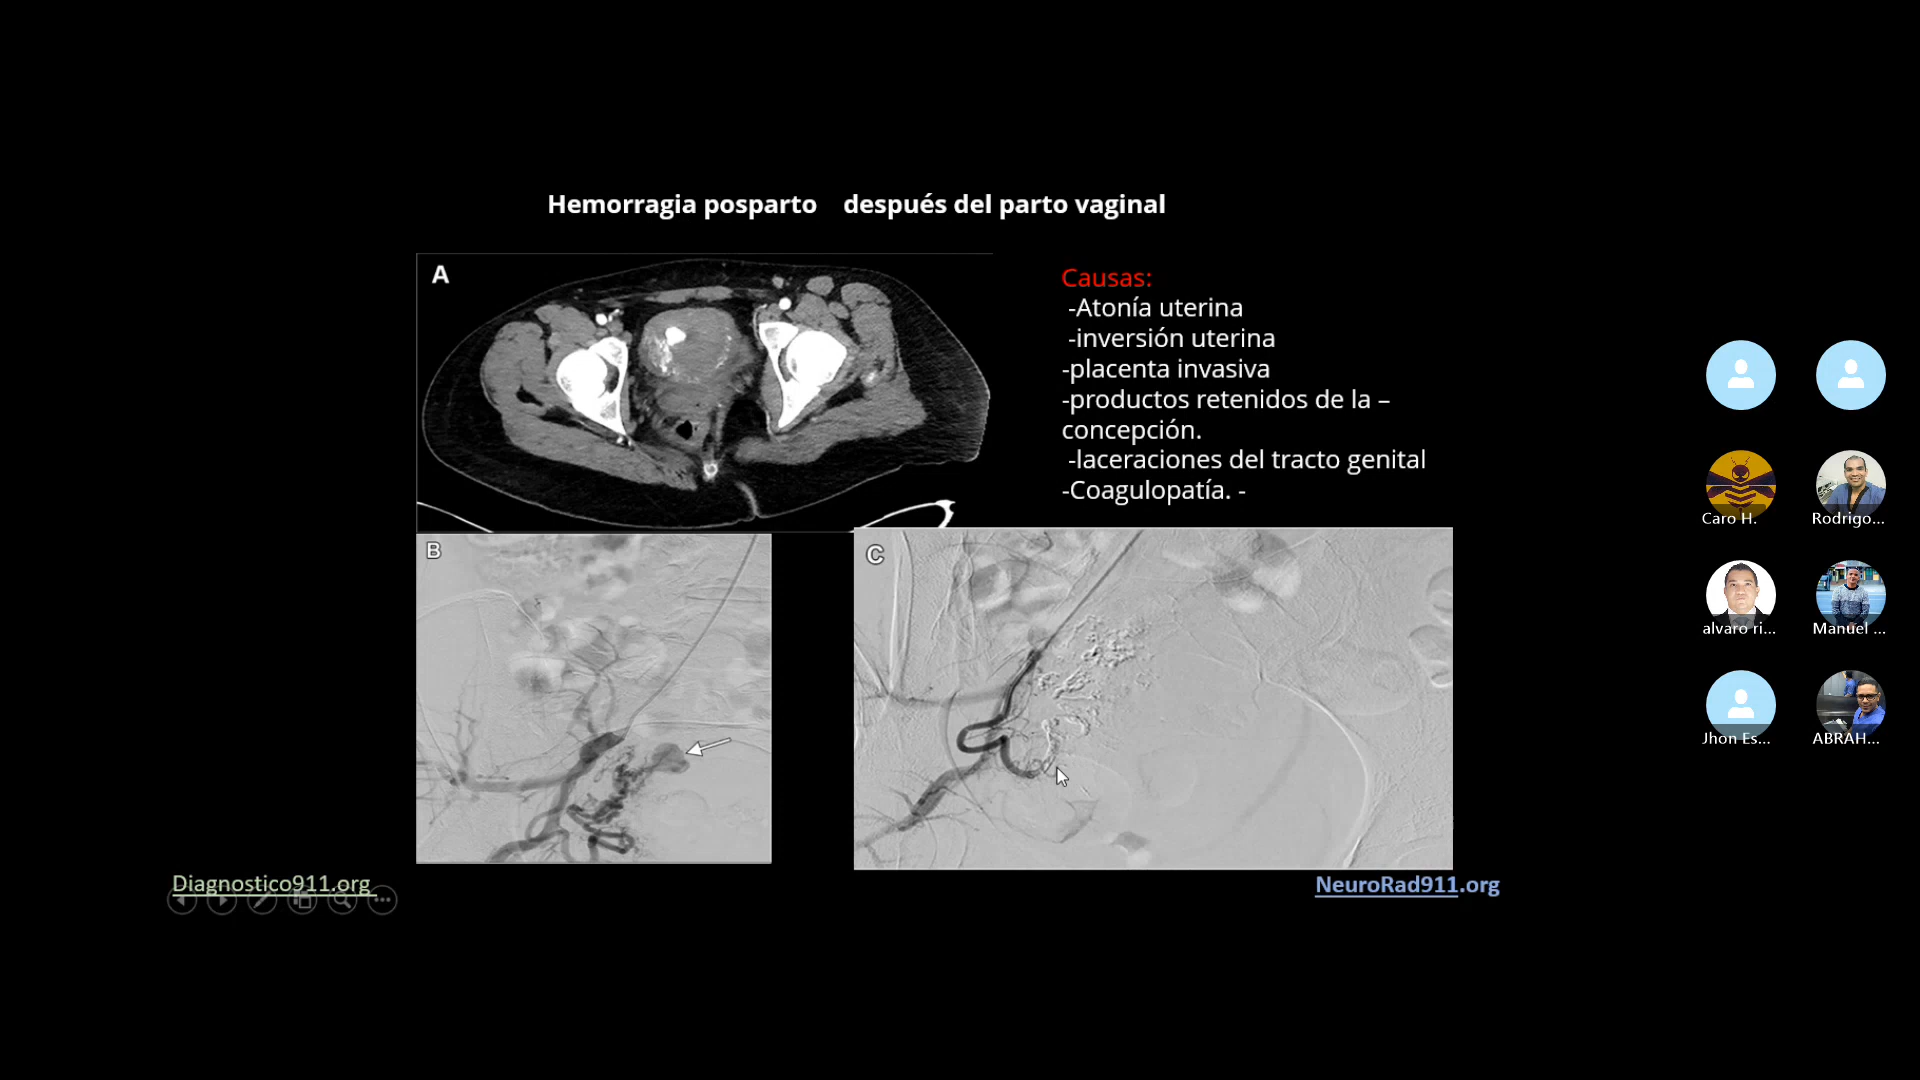 Hemorragia posparto después del parto vaginal
A
Causas:
-Atonía uterina
-inversión uterina
-placenta invasiva
-productos retenidos de la –
concepción.
-laceraciones del tracto genital
-Coagulopatía. -
B
C
Caro H.
Rodrigo...
alvaro ri...
Manuel ...
Jhon Es...
ABRAH...
Diagnostico911.org
NeuroRad911.org